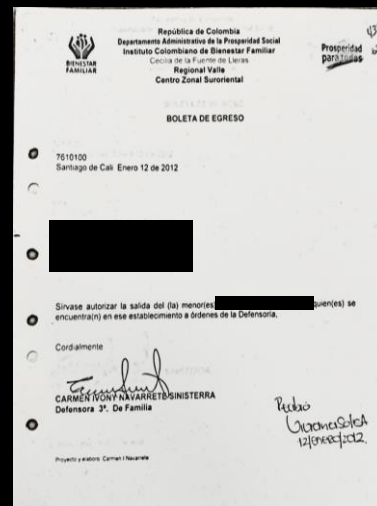 República de Colombia
Departamento Administrativo de la Prosperidad Social
Instituto Colombiano de Bienestar Familiar
Cecilia de la Fuente de Lleras
Regional Valle
Centro Zonal Suroriental
BIENESTAR
FAMILIAR
Prosperidad
para todos
BOLETA DE EGRESO
7610100
Santiago de Cali Enero 12 de 2012
Sirvase autorizar la salida del (la) menor(es) quien(es) se
encuentra(n) en ese establecimiento a órdenes de la Defensoría,
Cordialmente
CARMEN IVONY NAVARRETE SINISTERRA
Defensora 3ª. De Familia
12/enero/2012
Proyectó y elaboró: Carmen I Navarrete